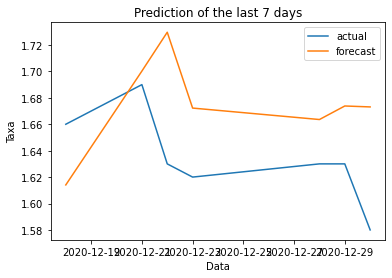 Prediction of the last 7 days
actual
forecast
1.72
1.70
1.68
1.66
1.64
1.62
1.60
1.58
Taxa
2020-12-19 2020-12-21 2020-12-23 2020-12-25 2020-12-27 2020-12-29
Data